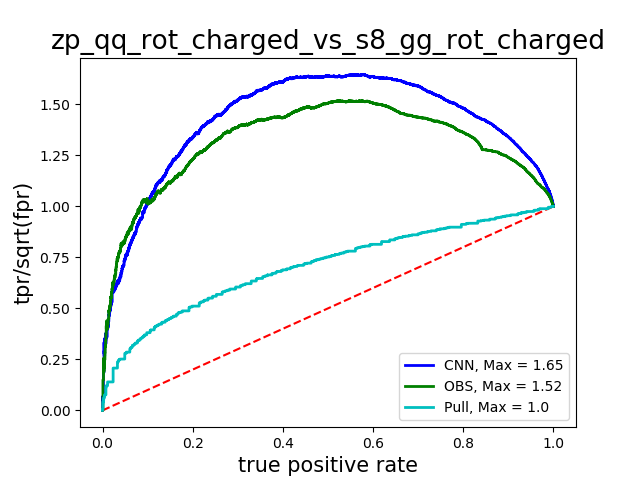 zp_qq_rot_charged_vs_s8_gg_rot_charged
tpr/sqrt(fpr)
1.50
1.25
1.00
0.75
0.50
0.25
0.00
CNN, Max = 1.65
OBS, Max = 1.52
Pull, Max = 1.0
0.0 0.2 0.4 0.6 0.8 1.0
true positive rate